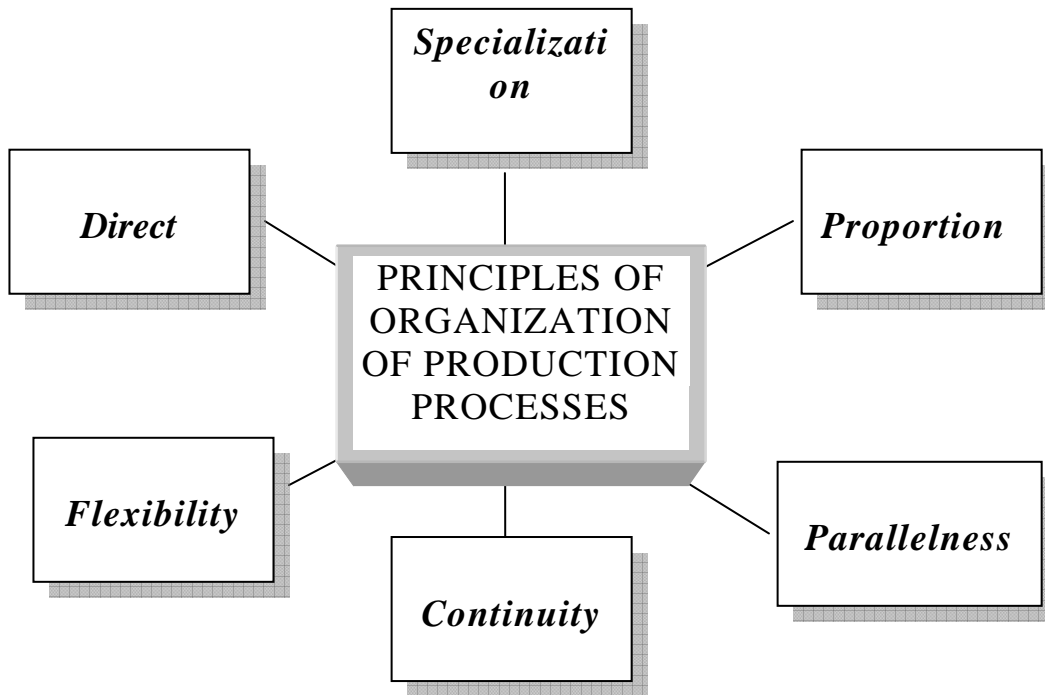 Specializati
on
Direct
Proportion
PRINCIPLES OF
ORGANIZATION
OF PRODUCTION
PROCESSES
Flexibility
Parallelness
Continuity